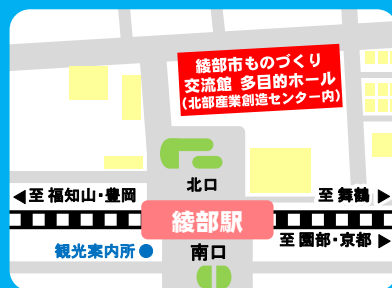 綾部市ものづくり
交流館 多目的ホール
(北部産業創造センター内)
北口
◀至 福知山・豊岡
至 舞鶴 ▶
綾部駅
至 園部・京都 ▶
観光案内所
南口